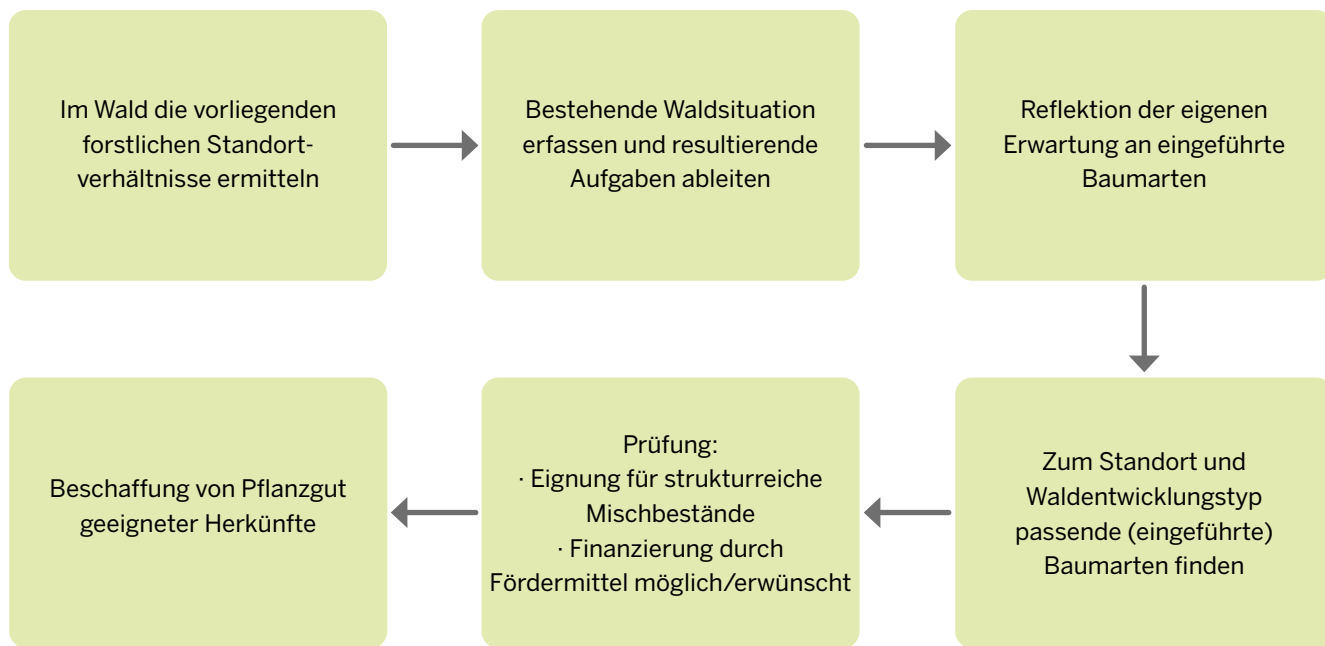 Im Wald die vorliegenden
forstlichen Standort-
verhältnisse ermitteln
Bestehende Waldsituation
erfassen und resultierende
Aufgaben ableiten
Reflektion der eigenen
Erwartung an eingeführte
Baumarten
Zum Standort und
Waldentwicklungstyp
passende (eingeführte)
Baumarten finden
Prüfung:
· Eignung für strukturreiche
Mischbestände
· Finanzierung durch
Fördermittel möglich/erwünscht
Beschaffung von Pflanzgut
geeigneter Herkünfte